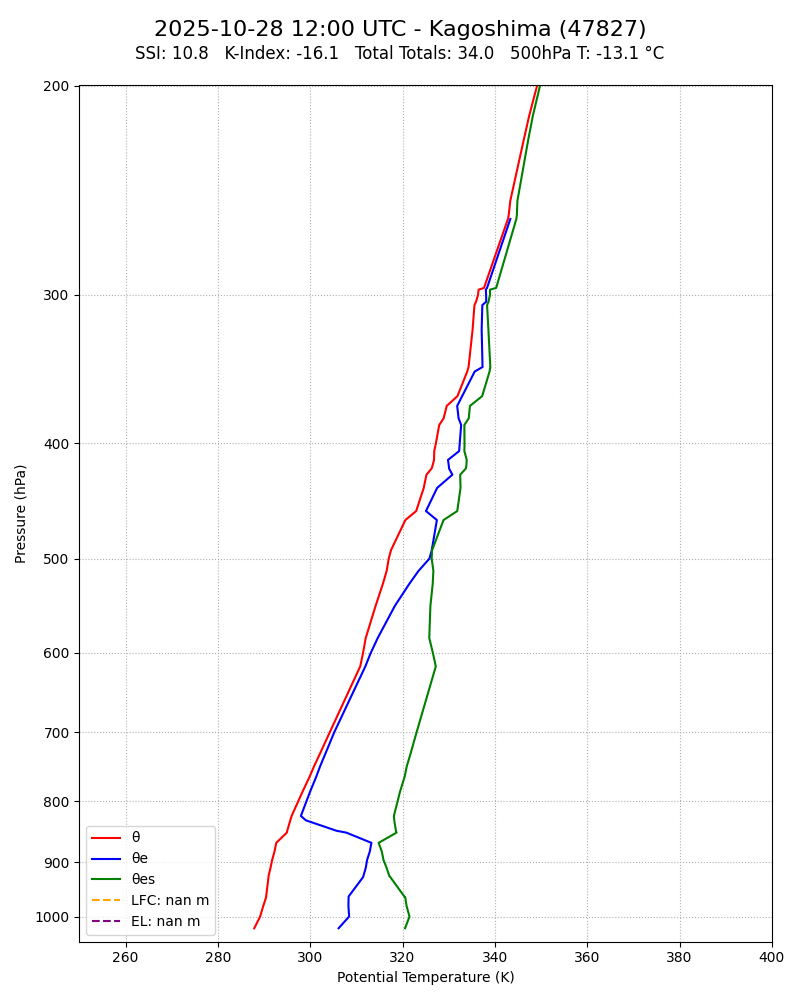 2025-10-28 12:00 UTC - Kagoshima (47827)
SSI: 10.8 K-Index: -16.1 Total Totals: 34.0 500hPa T: -13.1 °C
200
300
400
500
600
700
800
900
1000
Pressure (hPa)
θ
θe
θes
LFC: nan m
EL: nan m
260 280 300 320 340 360 380 400
Potential Temperature (K)